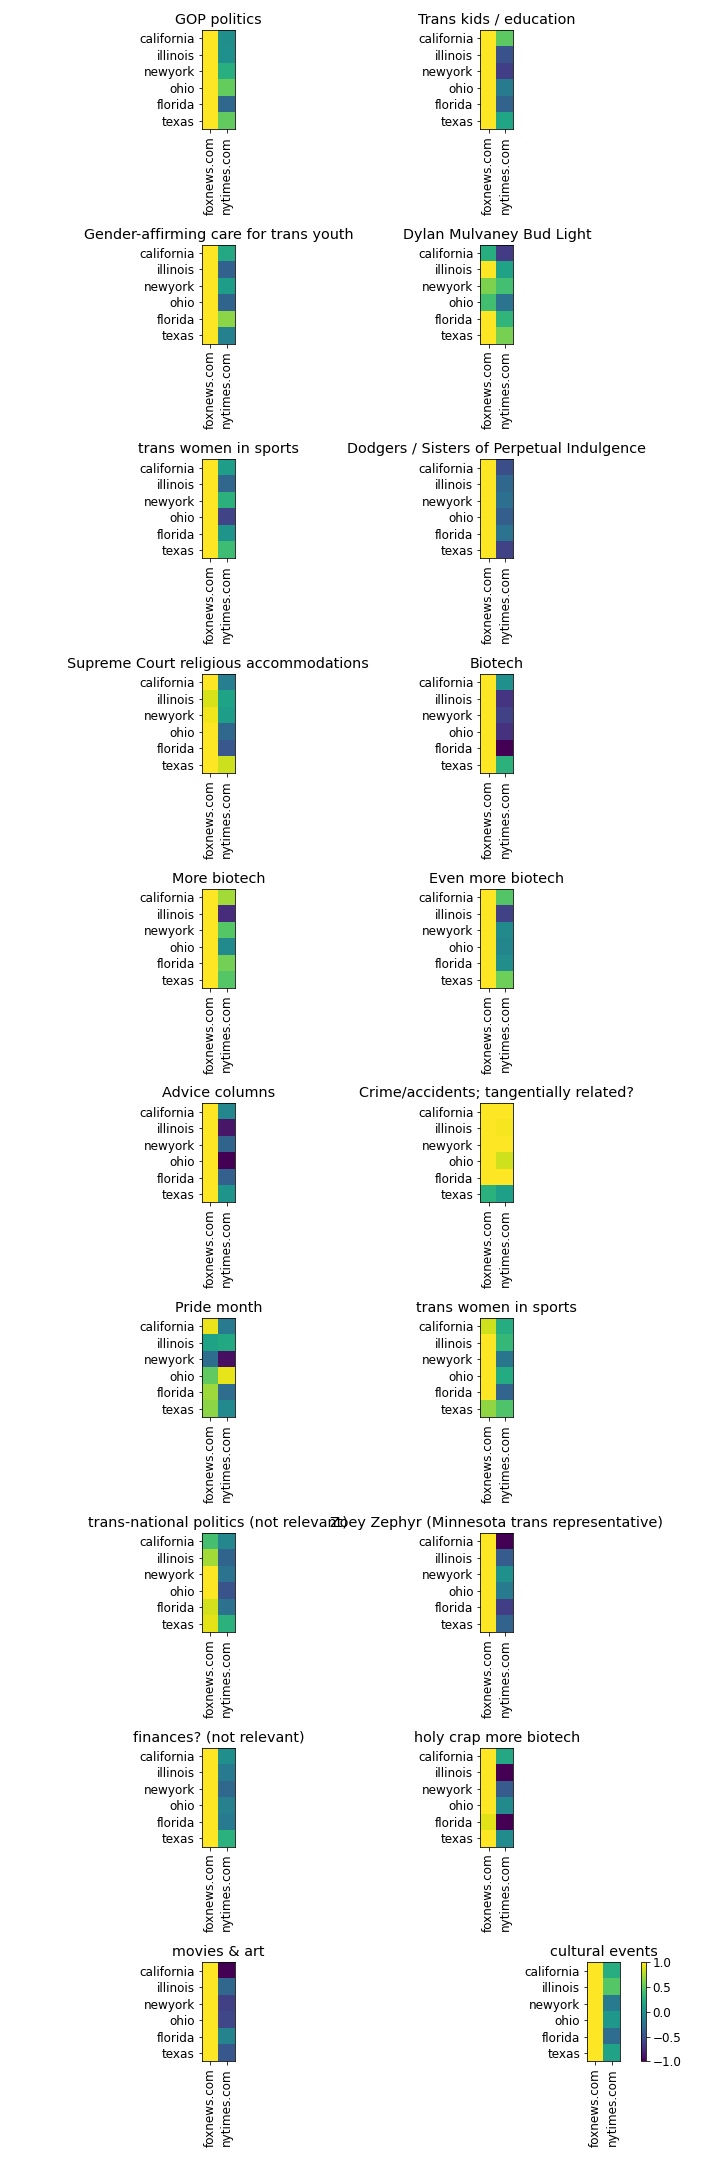 GOP politics
california
illinois
newyork
ohio
florida
texas
foxnews.com
nytimes.com
Trans kids / education
california
illinois
newyork
ohio
florida
texas
foxnews.com
nytimes.com
Gender-affirming care for trans youth
california
illinois
newyork
ohio
florida
texas
foxnews.com
nytimes.com
Dylan Mulvaney Bud Light
california
illinois
newyork
ohio
florida
texas
foxnews.com
nytimes.com
trans women in sports
california
illinois
newyork
ohio
florida
texas
foxnews.com
nytimes.com
Dodgers / Sisters of Perpetual Indulgence
california
illinois
newyork
ohio
florida
texas
foxnews.com
nytimes.com
Supreme Court religious accommodations
california
illinois
newyork
ohio
florida
texas
foxnews.com
nytimes.com
Biotech
california
illinois
newyork
ohio
florida
texas
foxnews.com
nytimes.com
More biotech
california
illinois
newyork
ohio
florida
texas
foxnews.com
nytimes.com
Even more biotech
california
illinois
newyork
ohio
florida
texas
foxnews.com
nytimes.com
Advice columns
california
illinois
newyork
ohio
florida
texas
foxnews.com
nytimes.com
Crime/accidents; tangentially related?
california
illinois
newyork
ohio
florida
texas
foxnews.com
nytimes.com
Pride month
california
illinois
newyork
ohio
florida
texas
foxnews.com
nytimes.com
trans women in sports
california
illinois
newyork
ohio
florida
texas
foxnews.com
nytimes.com
trans-national politics (not relevant)
california
illinois
newyork
ohio
florida
texas
foxnews.com
nytimes.com
Zoey Zephyr (Minnesota trans representative)
california
illinois
newyork
ohio
florida
texas
foxnews.com
nytimes.com
finances? (not relevant)
california
illinois
newyork
ohio
florida
texas
foxnews.com
nytimes.com
holy crap more biotech
california
illinois
newyork
ohio
florida
texas
foxnews.com
nytimes.com
movies & art
california
illinois
newyork
ohio
florida
texas
foxnews.com
nytimes.com
cultural events
california
illinois
newyork
ohio
florida
texas
foxnews.com
nytimes.com
1.0
0.5
0.0
−0.5
−1.0